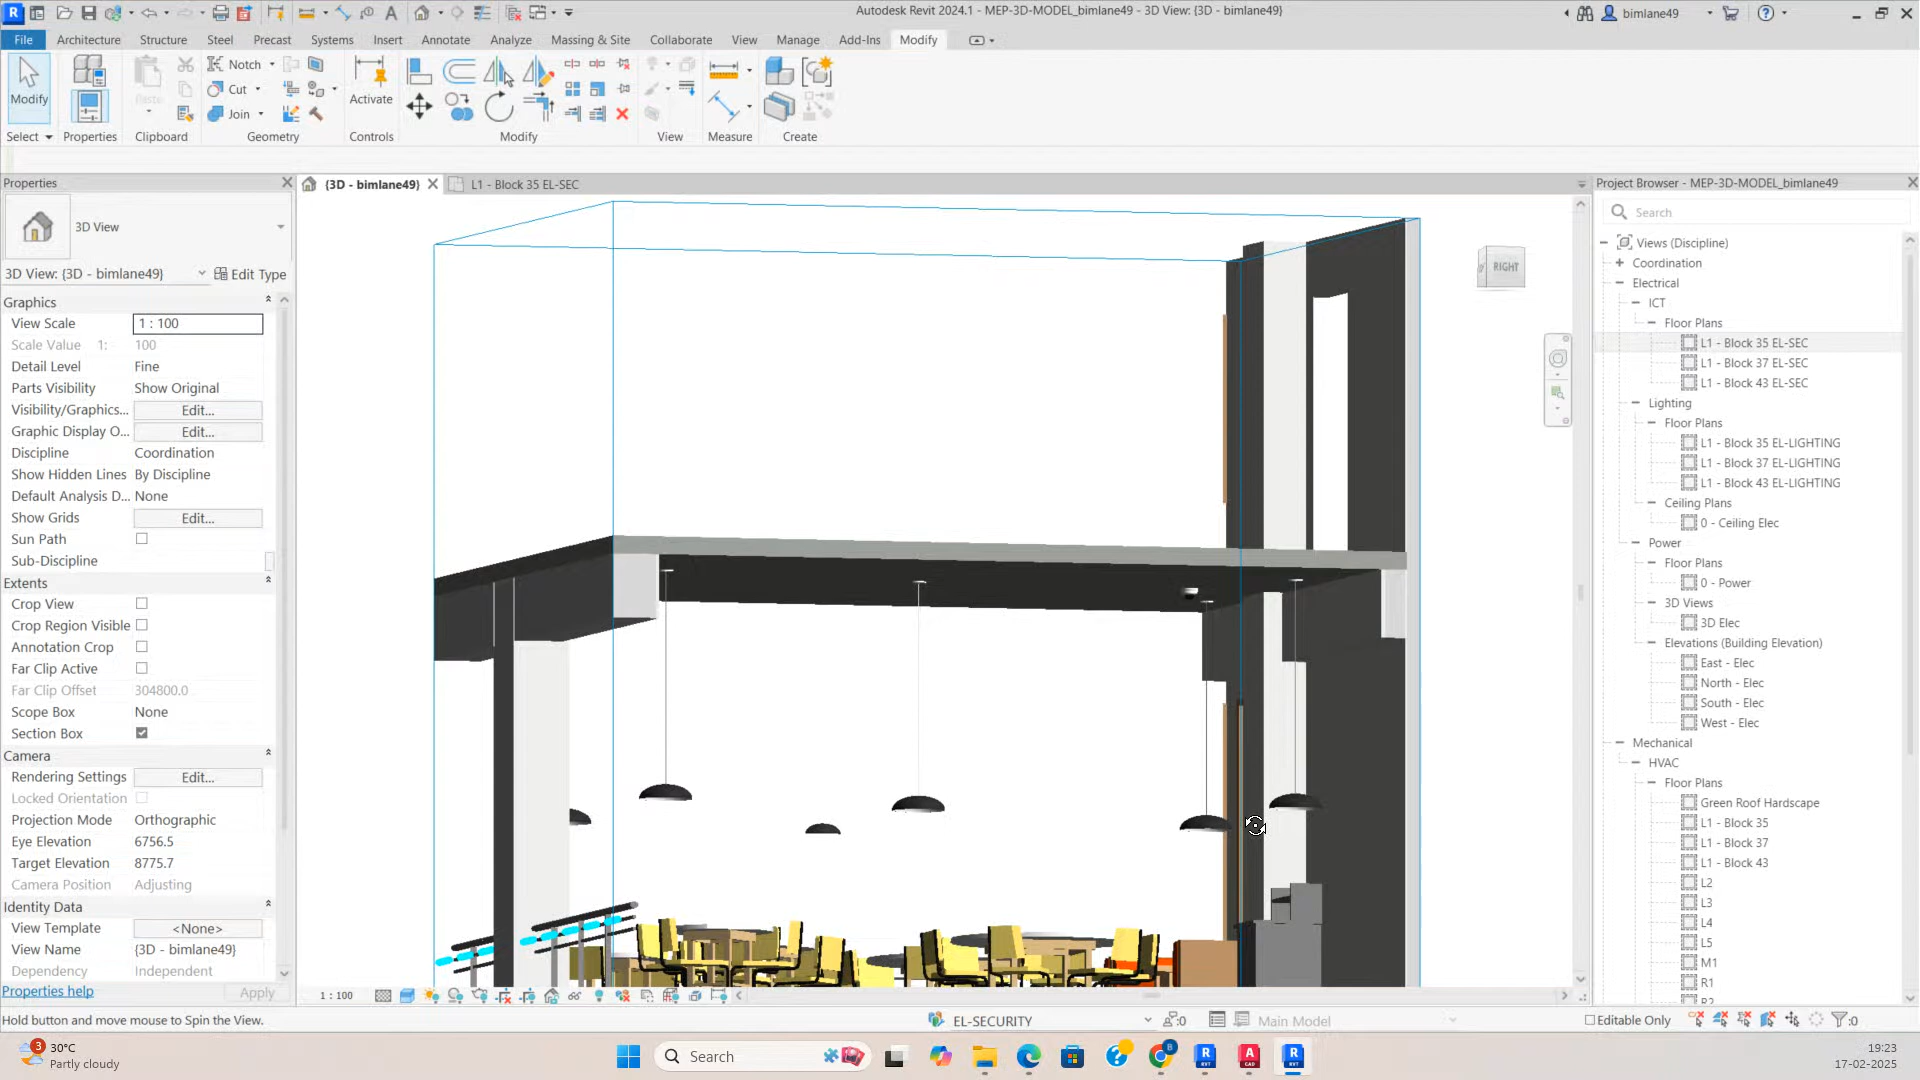 Autodesk Revit 2024.1 - MEP-3D-MODEL_bimlane49 - 3D View: {3D - bimlane49}
bimlane49
File Architecture Structure Steel Precast Systems Insert Annotate Analyze Massing & Site Collaborate View Manage Add-Ins Modify
Modify
Paste
Notch
Cut
Join
Activate
Select Properties Clipboard Geometry Controls Modify View Measure Create
Properties
{3D - bimlane49}
L1 - Block 35 EL-SEC
Project Browser - MEP-3D-MODEL_bimlane49
3D View
3D View: {3D - bimlane49}
Edit Type
Graphics
View Scale 1 : 100
Scale Value 1: 100
Detail Level Fine
Parts Visibility Show Original
Visibility/Graphics... Edit...
Graphic Display O... Edit...
Discipline Coordination
Show Hidden Lines By Discipline
Default Analysis D... None
Show Grids Edit...
Sun Path
Sub-Discipline
Extents
Crop View
Crop Region Visible
Annotation Crop
Far Clip Active
Far Clip Offset 304800.0
Scope Box None
Section Box
Camera
Rendering Settings Edit...
Locked Orientation
Projection Mode Orthographic
Eye Elevation 6756.5
Target Elevation 8775.7
Camera Position Adjusting
Identity Data
View Template <None>
View Name {3D - bimlane49}
Dependency Independent
Properties help
Apply
RIGHT
Search
Views (Discipline)
Coordination
Electrical
ICT
Floor Plans
L1 - Block 35 EL-SEC
L1 - Block 37 EL-SEC
L1 - Block 43 EL-SEC
Lighting
Floor Plans
L1 - Block 35 EL-LIGHTING
L1 - Block 37 EL-LIGHTING
L1 - Block 43 EL-LIGHTING
Ceiling Plans
0 - Ceiling Elec
Power
Floor Plans
0 - Power
3D Views
3D Elec
Elevations (Building Elevation)
East - Elec
North - Elec
South - Elec
West - Elec
Mechanical
HVAC
Floor Plans
Green Roof Hardscape
L1 - Block 35
L1 - Block 37
L1 - Block 43
L2
L3
L4
L5
M1
R1
R2
1 : 100
Hold button and move mouse to Spin the View.
EL-SECURITY
:0
Main Model
Editable Only
:0
3
30°C
Partly cloudy
Search
19:23
17-02-2025